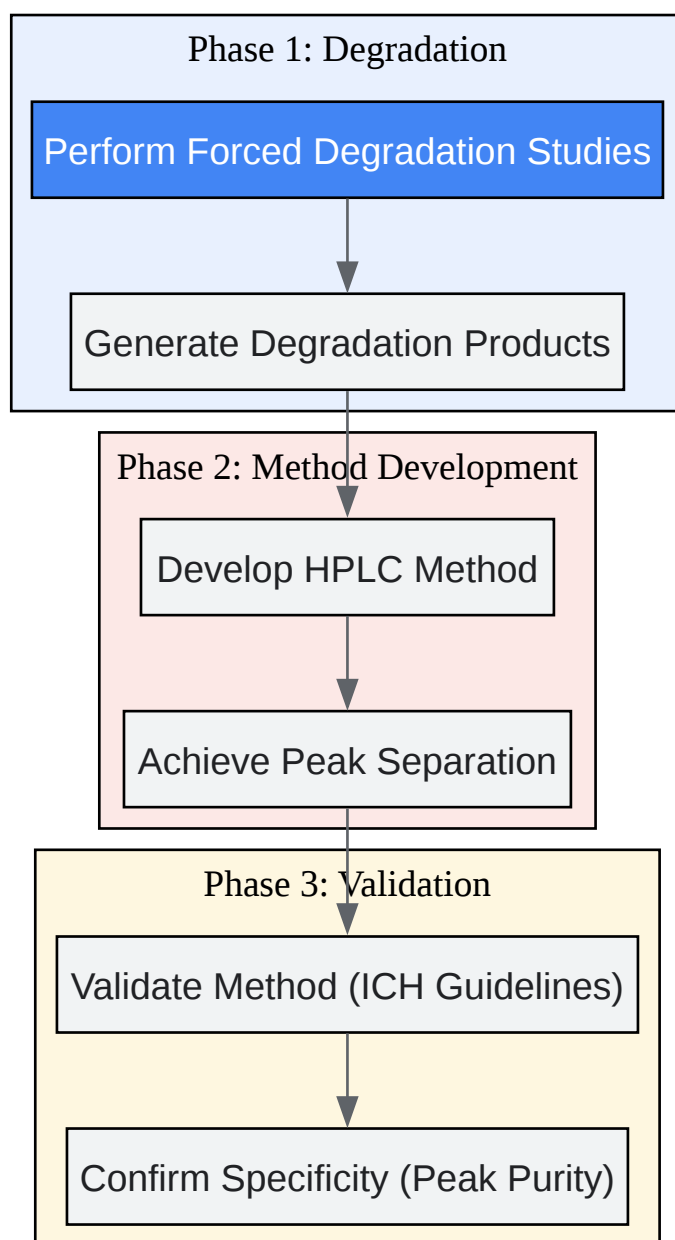 Phase 1: Degradation
Perform Forced Degradation Studies
Generate Degradation Products
Phase 2: Method Development
Develop HPLC Method
Achieve Peak Separation
Phase 3: Validation
Validate Method (ICH Guidelines)
Confirm Specificity (Peak Purity)